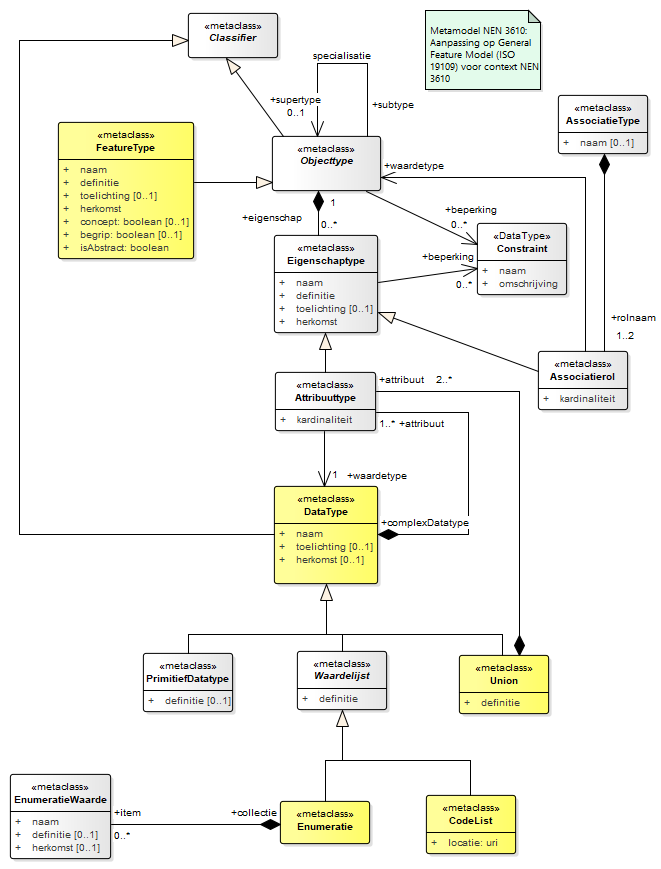 «metaclass»
Classifier
Metamodel NEN 3610:
Aanpassing op General
Feature Model (ISO
19109) voor context NEN
3610
specialisatie
+supertype
0..1
+subtype
«metaclass»
AssociatieType
+ naam [0..1]
«metaclass»
FeatureType
+ naam
+ definitie
+ toelichting [0..1]
+ herkomst
+ concept: boolean [0..1]
+ begrip: boolean [0..1]
+ isAbstract: boolean
«metaclass»
Objecttype
+waardetype
1
+eigenschap
0..*
+beperking
0..*
«DataType»
Constraint
+ naam
+ omschrijving
«metaclass»
Eigenschaptype
+ naam
+ definitie
+ toelichting [0..1]
+ herkomst
+beperking
0..*
+rolnaam
1..2
«metaclass»
Associatierol
+ kardinaliteit
«metaclass»
Attribuuttype
+ kardinaliteit
+attribuut 2..*
1..* +attribuut
1 +waardetype
«metaclass»
DataType
+ naam
+ toelichting [0..1]
+ herkomst [0..1]
+complexDatatype
«metaclass»
PrimitiefDatatype
+ definitie [0..1]
«metaclass»
Waardelijst
+ definitie
«metaclass»
Union
+ definitie
«metaclass»
EnumeratieWaarde
+ naam
+ definitie [0..1]
+ herkomst [0..1]
+item
0..*
+collectie
«metaclass»
Enumeratie
«metaclass»
CodeList
+ locatie: uri